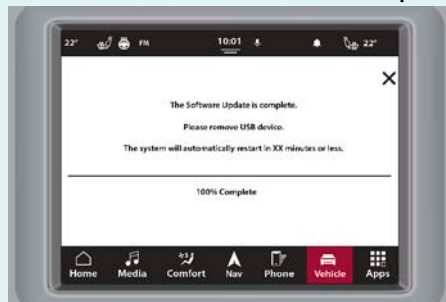 22° FM 10:01 22°
The Software Update is complete.
Please remove USB device.
The system will automatically restart in XX minutes or less.
100% Complete
Home Media Comfort Nav Phone Vehicle Apps